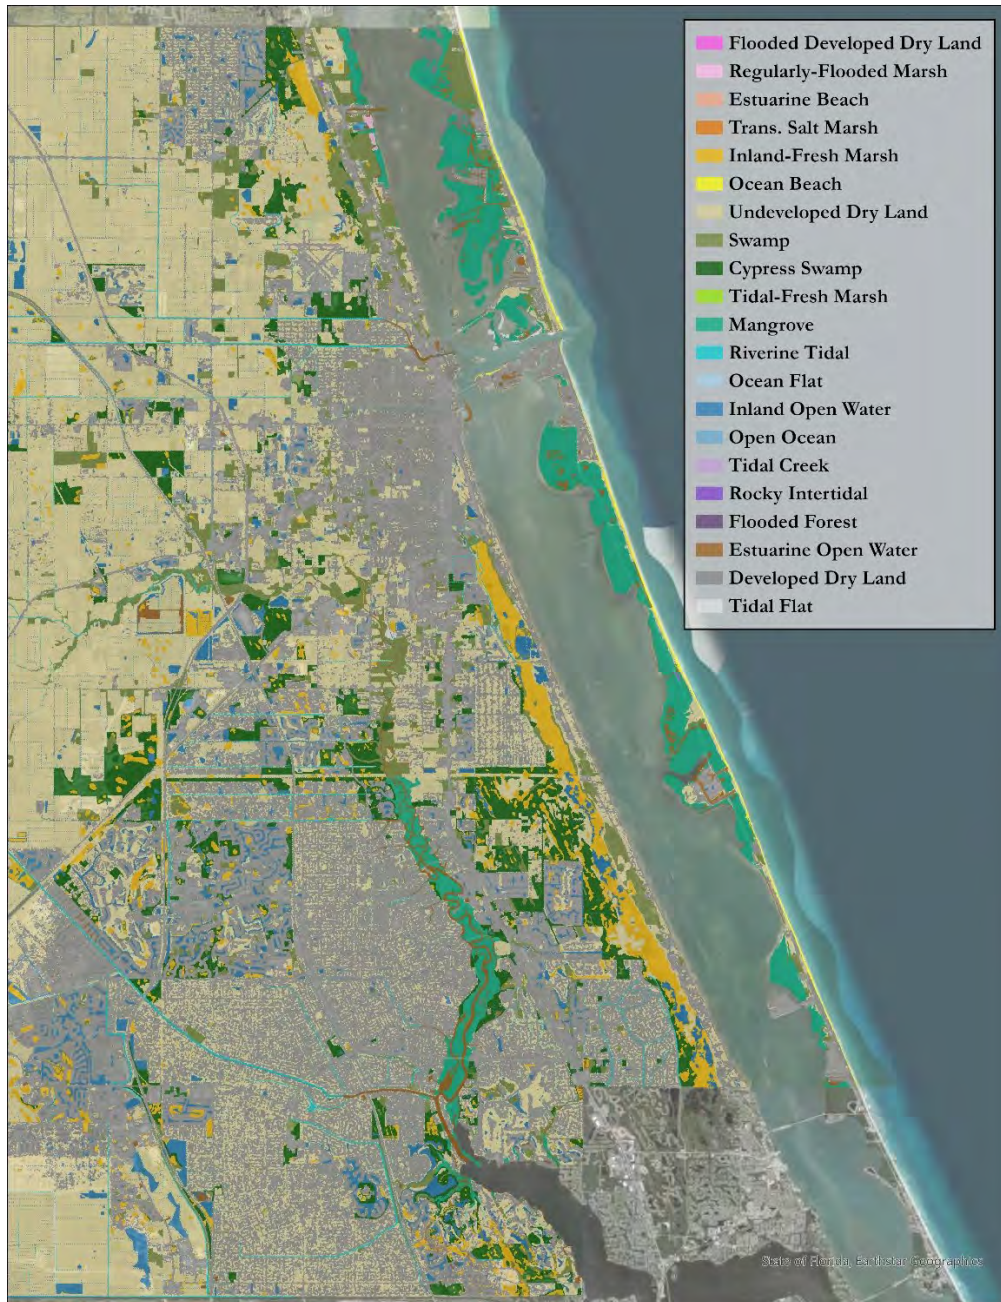 Flooded Developed Dry Land
Regularly-Flooded Marsh
Estuarine Beach
Trans. Salt Marsh
Inland-Fresh Marsh
Ocean Beach
Undeveloped Dry Land
Swamp
Cypress Swamp
Tidal-Fresh Marsh
Mangrove
Riverine Tidal
Ocean Flat
Inland Open Water
Open Ocean
Tidal Creek
Rocky Intertidal
Flooded Forest
Estuarine Open Water
Developed Dry Land
Tidal Flat
State of Florida, Earthstar Geographics